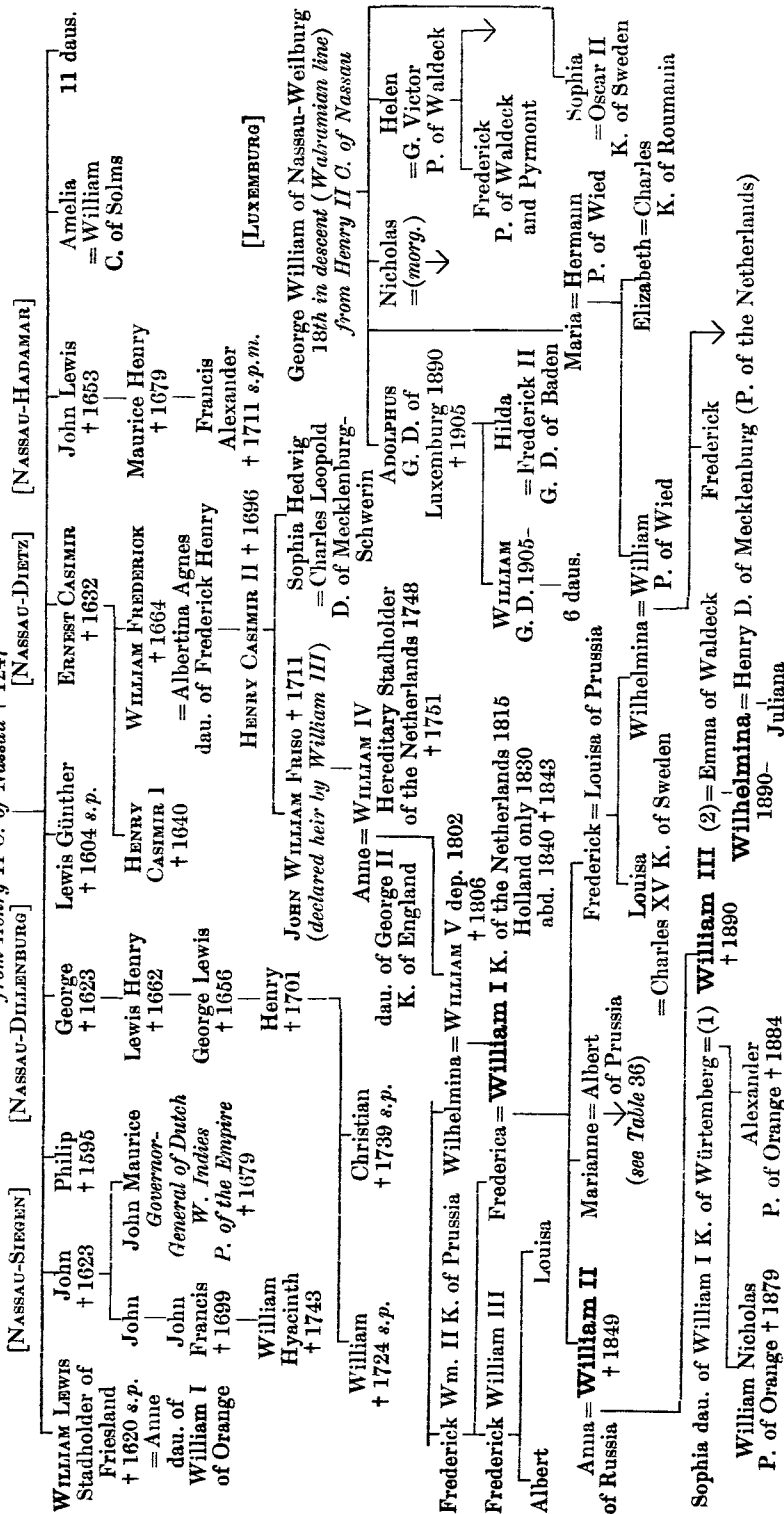 from Henry II C. of Nassau † 1247
[NASSAU-SIEGEN]
[NASSAU-DILLENBURG]
[NASSAU-DIETZ]
[NASSAU-HADAMAR]
WILLIAM LEWIS
Stadholder of
Friesland
† 1620 s.p.
= Anne
dau. of
William I
of Orange
John
† 1623
Philip
† 1595
George
† 1623
Lewis Günther
† 1604 s.p.
ERNEST CASIMIR
† 1632
John Lewis
† 1653
Amelia
= William
C. of Solms
11 daus.
John
John Maurice
Governor-
General of Dutch
W. Indies
P. of the Empire
† 1679
Lewis Henry
† 1662
HENRY
CASIMIR I
† 1640
WILLIAM FREDERICK
† 1664
= Albertina Agnes
dau. of Frederick Henry
Maurice Henry
† 1679
John
Francis
† 1699
George Lewis
† 1656
Francis
Alexander
† 1711 s.p.m.
William
Hyacinth
† 1743
Henry
† 1701
HENRY CASIMIR II † 1696
[LUXEMBURG]
William
† 1724 s.p.
Christian
† 1739 s.p.
JOHN WILLIAM FRISO † 1711
(declared heir by William III)
Sophia Hedwig
= Charles Leopold
D. of Mecklenburg-
Schwerin
George William of Nassau-Weilburg
18th in descent (Walramian line)
from Henry II C. of Nassau
Anne = WILLIAM IV
dau. of George II
K. of England
Hereditary Stadholder
of the Netherlands 1748
† 1751
ADOLPHUS
G. D. of
Luxemburg 1890
† 1905
Nicholas
=(morg.)
Helen
= G. Victor
P. of Waldeck
Frederick Wm. II K. of Prussia
Wilhelmina = WILLIAM V dep. 1802
† 1806
Frederick
P. of Waldeck
and Pyrmont
Frederick William III
Frederica = William I K. of the Netherlands 1815
Holland only 1830
abd. 1840 † 1843
WILLIAM
G. D. 1905–
Hilda
= Frederick II
G. D. of Baden
Sophia
= Oscar II
K. of Sweden
Albert
Louisa
6 daus.
Maria = Hermann
P. of Wied
Anna = William II
of Russia
† 1849
Marianne = Albert
of Prussia
(see Table 36)
Frederick = Louisa of Prussia
Elizabeth = Charles
K. of Roumania
Louisa
= Charles XV K. of Sweden
Wilhelmina = William
P. of Wied
Sophia dau. of William I K. of Würtemberg = (1) William III (2) = Emma of Waldeck
† 1890
Frederick
William Nicholas
P. of Orange † 1879
Alexander
P. of Orange † 1884
Wilhelmina = Henry D. of Mecklenburg (P. of the Netherlands)
1890–
Juliana